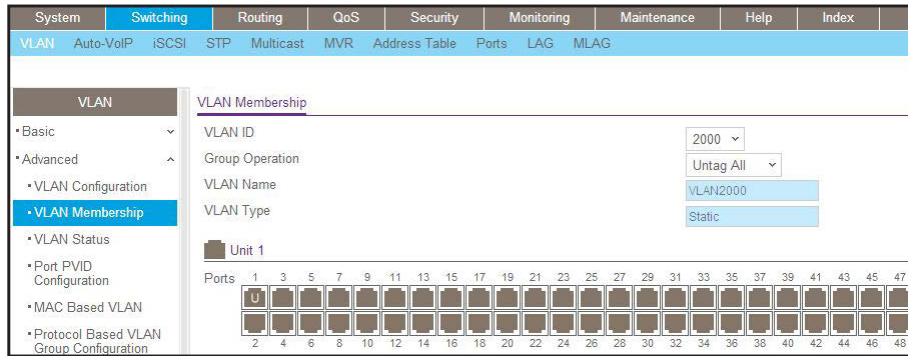 System Switching Routing QoS Security Monitoring Maintenance Help Index
VLAN Auto-VoIP iSCSI STP Multicast MVR Address Table Ports LAG MLAG
VLAN
Basic
Advanced
VLAN Configuration
VLAN Membership
VLAN Status
Port PVID
Configuration
MAC Based VLAN
Protocol Based VLAN
Group Configuration
VLAN Membership
VLAN ID 2000
Group Operation Untag All
VLAN Name VLAN2000
VLAN Type Static
Unit 1
Ports 1 3 5 7 9 11 13 15 17 19 21 23 25 27 29 31 33 35 37 39 41 43 45 47
U
2 4 6 8 10 12 14 16 18 20 22 24 26 28 30 32 34 36 38 40 42 44 46 48